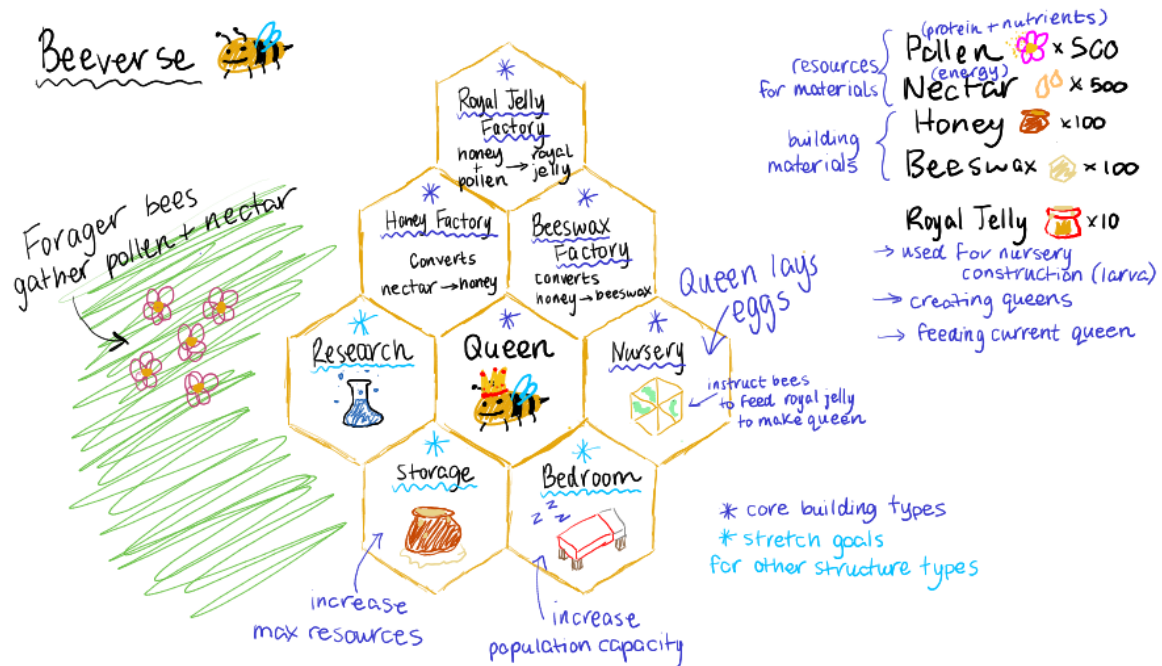 Beeverse
Royal Jelly
Factory
honey
+
pollen → royal
jelly
Honey Factory
converts
nectar → honey
Beeswax
Factory
converts
honey → beeswax
Research
Queen
Nursery
Storage
Bedroom
z z z
Forager bees
gather pollen + nectar
Queen lays
eggs
instruct bees
to feed royal jelly
to make queen
increase
max resources
increase
population capacity
resources
for materials
(protein + nutrients)
Pollen × 500
(energy)
Nectar × 500
building
materials
Honey ×100
Beeswax ×100
Royal Jelly ×10
→ used for nursery
construction (larva)
→ creating queens
→ feeding current queen
* core building types
* stretch goals
for other structure types